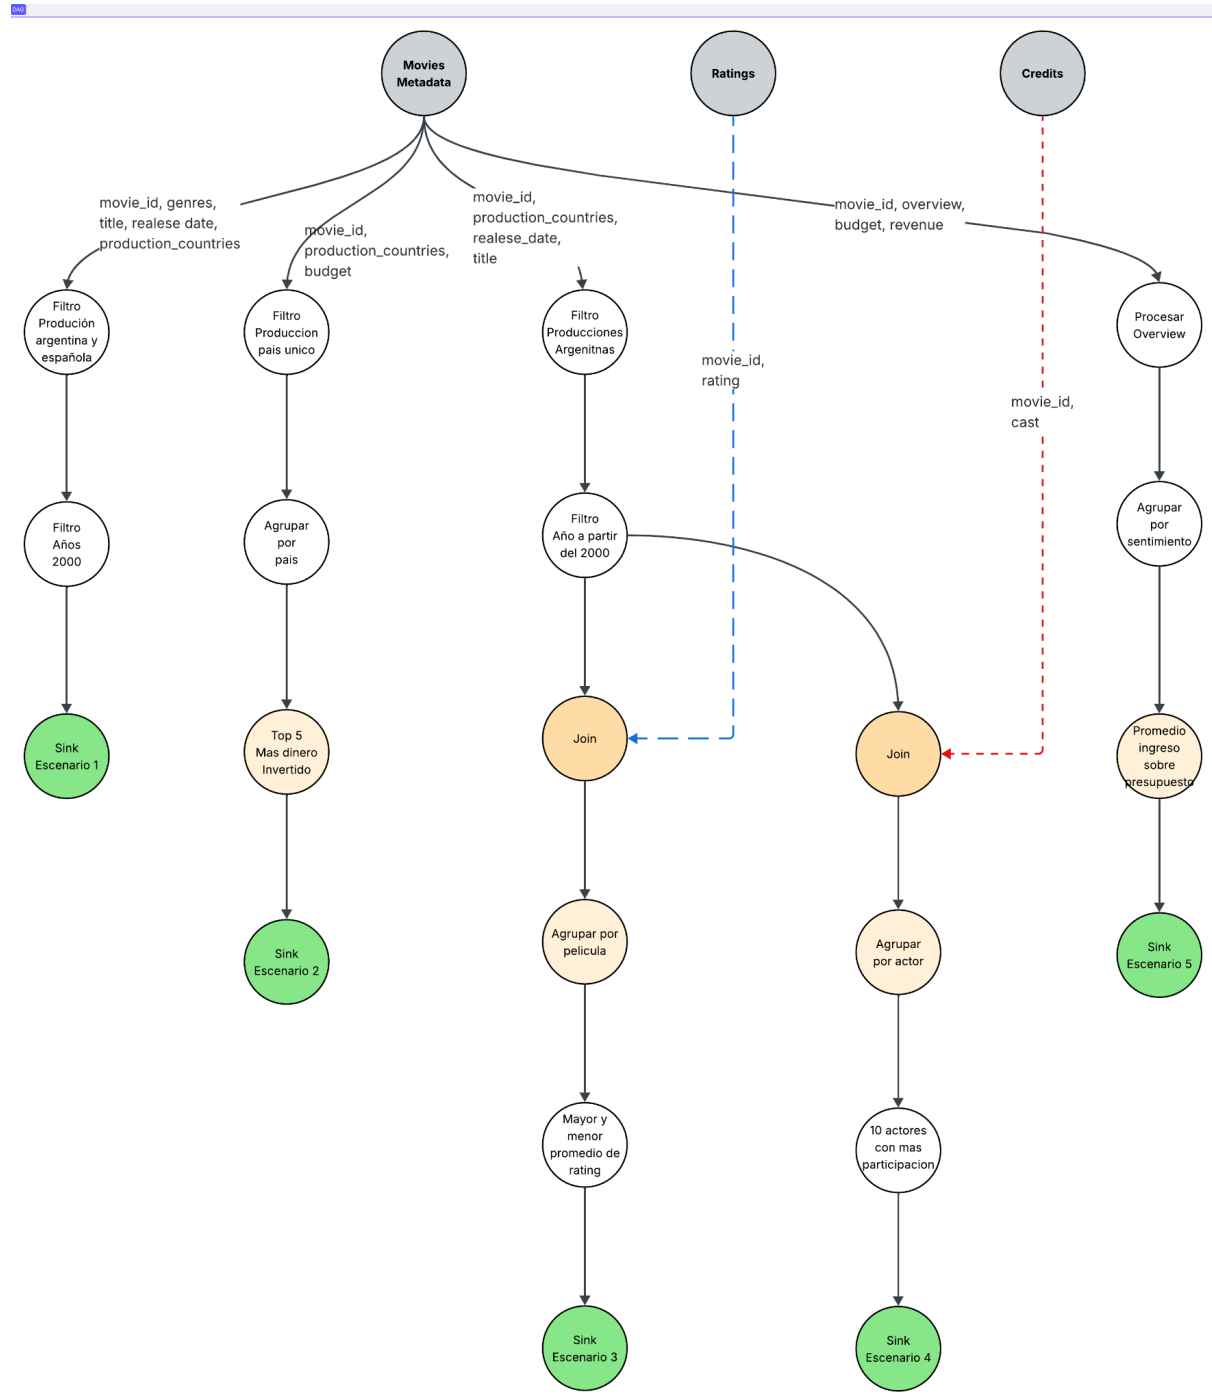 DAG
Movies
Metadata
Ratings
Credits
movie_id, genres,
title, realese date,
production_countries
movie_id,
production_countries,
budget
movie_id,
production_countries,
realese_date,
title
movie_id, overview,
budget, revenue
Filtro
Produción
argentina y
española
Filtro
Produccion
pais unico
Filtro
Producciones
Argenitnas
Procesar
Overview
movie_id,
rating
movie_id,
cast
Filtro
Años
2000
Agrupar
por
pais
Filtro
Año a partir
del 2000
Agrupar
por
sentimiento
Sink
Escenario 1
Top 5
Mas dinero
Invertido
Join
Join
Promedio
ingreso
sobre
presupuesto
Sink
Escenario 2
Agrupar por
pelicula
Agrupar
por actor
Sink
Escenario 5
Mayor y
menor
promedio de
rating
10 actores
con mas
participacion
Sink
Escenario 3
Sink
Escenario 4